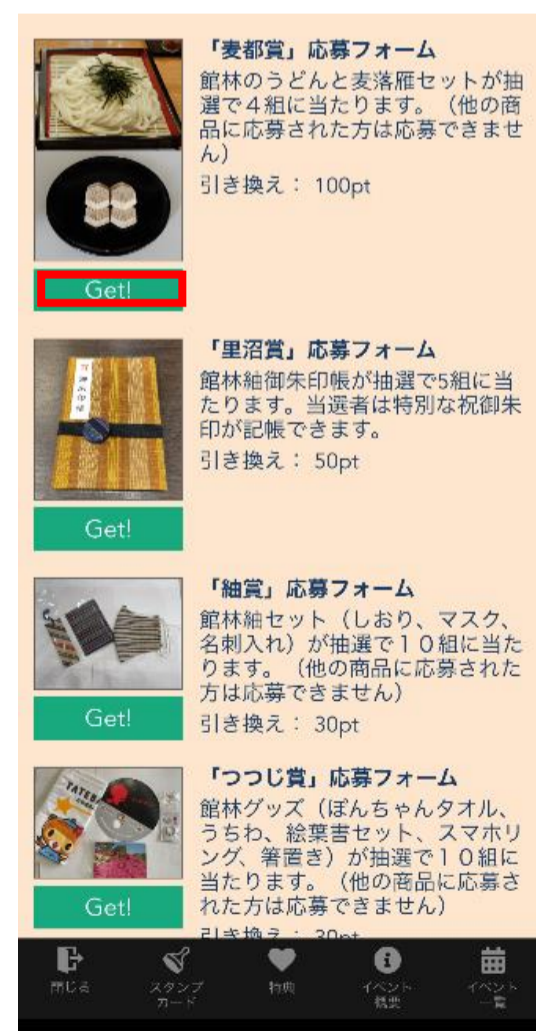 「麦都賞」応募フォーム
館林のうどんと麦落雁セットが抽
選で４組に当たります。（他の商
品に応募された方は応募できませ
ん）
引き換え： 100pt
Get!
「里沼賞」応募フォーム
館林紬御朱印帳が抽選で5組に当
たります。当選者は特別な祝御朱
印が記帳できます。
引き換え： 50pt
Get!
「紬賞」応募フォーム
館林紬セット（しおり、マスク、
名刺入れ）が抽選で１０組に当た
ります。（他の商品に応募された
方は応募できません）
引き換え： 30pt
Get!
「つつじ賞」応募フォーム
館林グッズ（ぽんちゃんタオル、
うちわ、絵葉書セット、スマホリ
ング、箸置き）が抽選で１０組に
当たります。（他の商品に応募さ
れた方は応募できません）
引き換え： 30pt
Get!
閉じる
スタンプ
カード
特典
イベント
概要
イベント
一覧